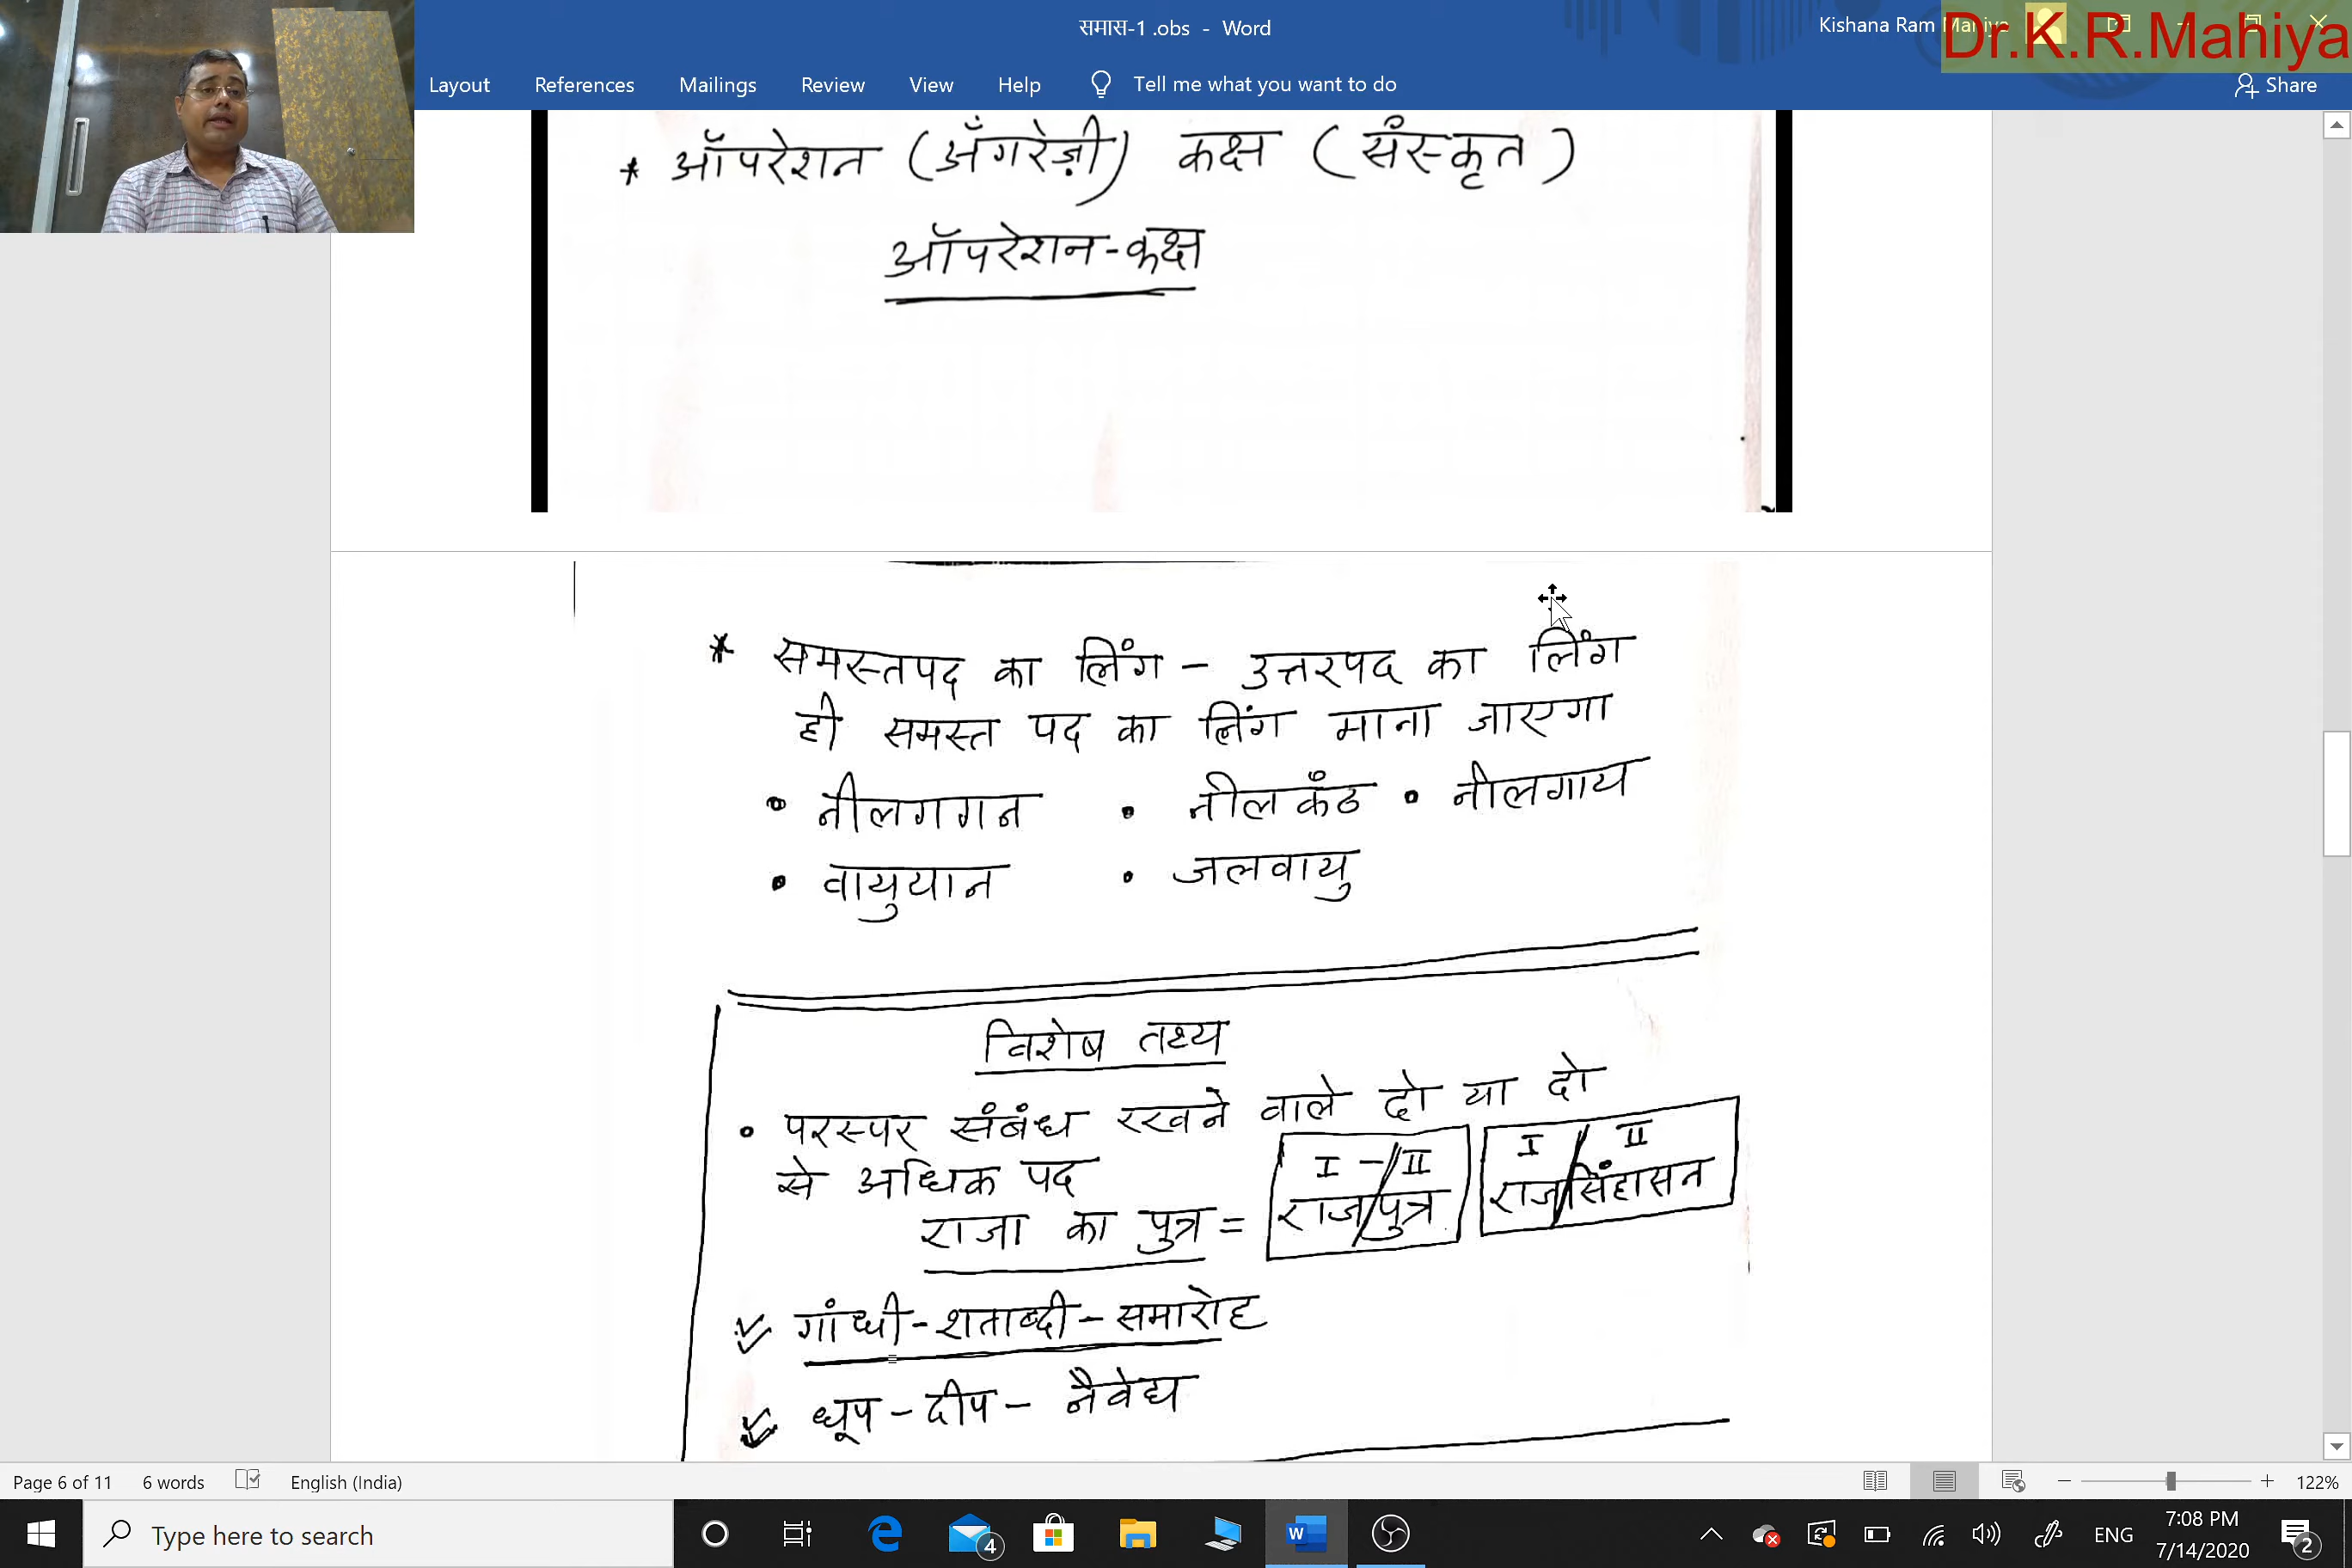 समास-1 .obs - Word
Kishana Ram Mahiya
Dr.K.R.Mahiya
Layout References Mailings Review View Help Tell me what you want to do
Share
* ऑपरेशन (अँगरेज़ी) कक्ष (संस्कृत)
ऑपरेशन-कक्ष
* समस्तपद का लिंग - उत्तरपद का लिंग
ही समस्त पद का लिंग माना जाएगा
• नीलगगन • नीलकंठ • नीलगाय
• वायुयान • जलवायु
विशेष तथ्य
• परस्पर संबंध रखने वाले दो या दो
से अधिक पद
I - / II
I / II
राजा का पुत्र = राज/पुत्र राज/सिंहासन
गांधी-शताब्दी-समारोह
धूप-दीप-नैवेद्य
Page 6 of 11 6 words English (India) 122%
Type here to search
4
ENG
7:08 PM
7/14/2020
2